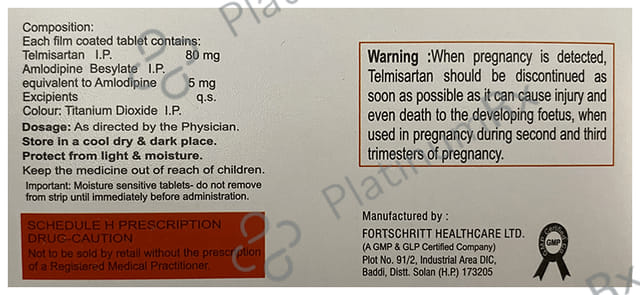 Composition:
Each film coated tablet contains:
Telmisartan I.P. 80 mg
Amlodipine Besylate I.P.
equivalent to Amlodipine 5 mg
Excipients q.s.
Colour: Titanium Dioxide I.P.
Dosage: As directed by the Physician.
Store in a cool dry & dark place.
Protect from light & moisture.
Keep the medicine out of reach of children.
Important: Moisture sensitive tablets- do not remove
from strip until immediately before administration.
SCHEDULE H PRESCRIPTION
DRUG-CAUTION
Not to be sold by retail without the prescription
of a Registered Medical Practitioner.
Warning :When pregnancy is detected,
Telmisartan should be discontinued as
soon as possible as it can cause injury and
even death to the developing foetus, when
used in pregnancy during second and third
trimesters of pregnancy.
Manufactured by :
FORTSCHRITT HEALTHCARE LTD.
(A GMP & GLP Certified Company)
Plot No. 91/2, Industrial Area DIC,
Baddi, Distt. Solan (H.P.) 173205
GMP
PlatinumRx